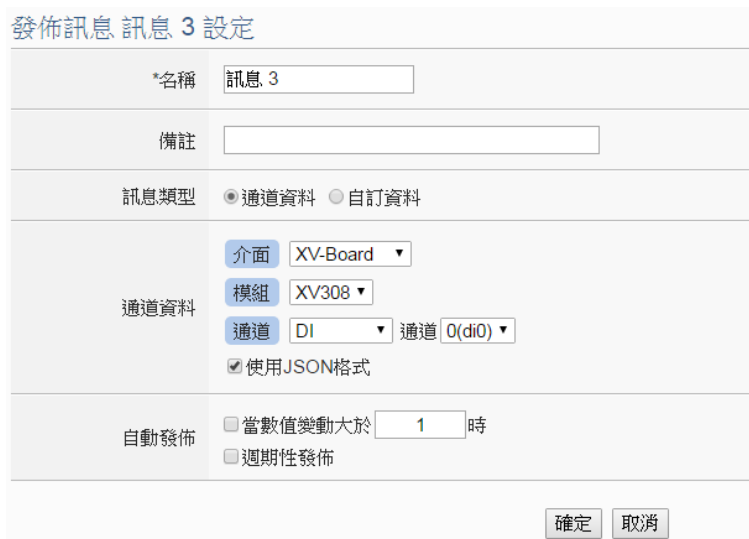 發佈訊息 訊息 3 設定
*名稱 訊息 3
備註
訊息類型 通道資料 自訂資料
通道資料
介面 XV-Board
模組 XV308
通道 DI 通道 0(di0)
使用JSON格式
自動發佈
當數值變動大於 1 時
週期性發佈
確定 取消